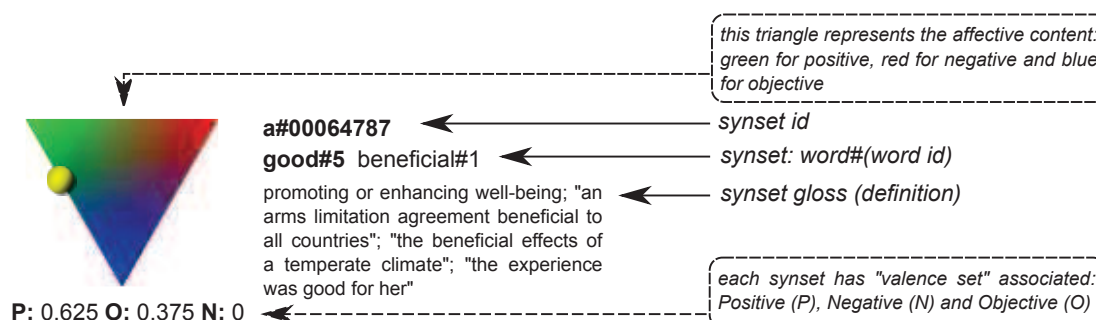 this triangle represents the affective content:
green for positive, red for negative and blue
for objective
a#00064787
synset id
good#5 beneficial#1
synset: word#(word id)
promoting or enhancing well-being; "an
arms limitation agreement beneficial to
all countries"; "the beneficial effects of
a temperate climate"; "the experience
was good for her"
synset gloss (definition)
each synset has "valence set" associated:
Positive (P), Negative (N) and Objective (O)
P: 0.625 O: 0.375 N: 0